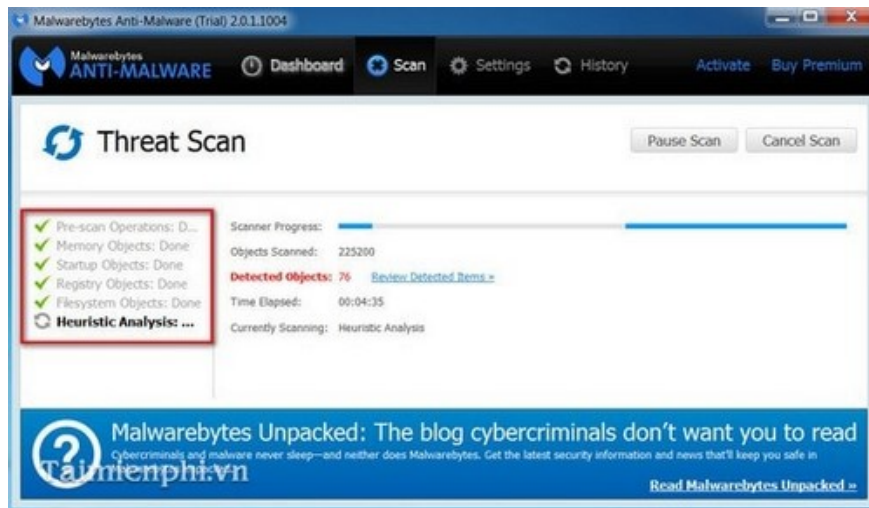 Malwarebytes Anti-Malware (Trial) 2.0.1.1004
Malwarebytes
ANTI-MALWARE
Dashboard
Scan
Settings
History
Activate
Buy Premium
Threat Scan
Pause Scan
Cancel Scan
Pre-scan Operations: D...
Memory Objects: Done
Startup Objects: Done
Registry Objects: Done
Filesystem Objects: Done
Heuristic Analysis: ...
Scanner Progress:
Objects Scanned: 225200
Detected Objects: 76 Review Detected Items »
Time Elapsed: 00:04:35
Currently Scanning: Heuristic Analysis
Malwarebytes Unpacked: The blog cybercriminals don't want you to read
Cybercriminals and malware never sleep—and neither does Malwarebytes. Get the latest security information and news that'll keep you safe in
Taimienphi.vn
Read Malwarebytes Unpacked »